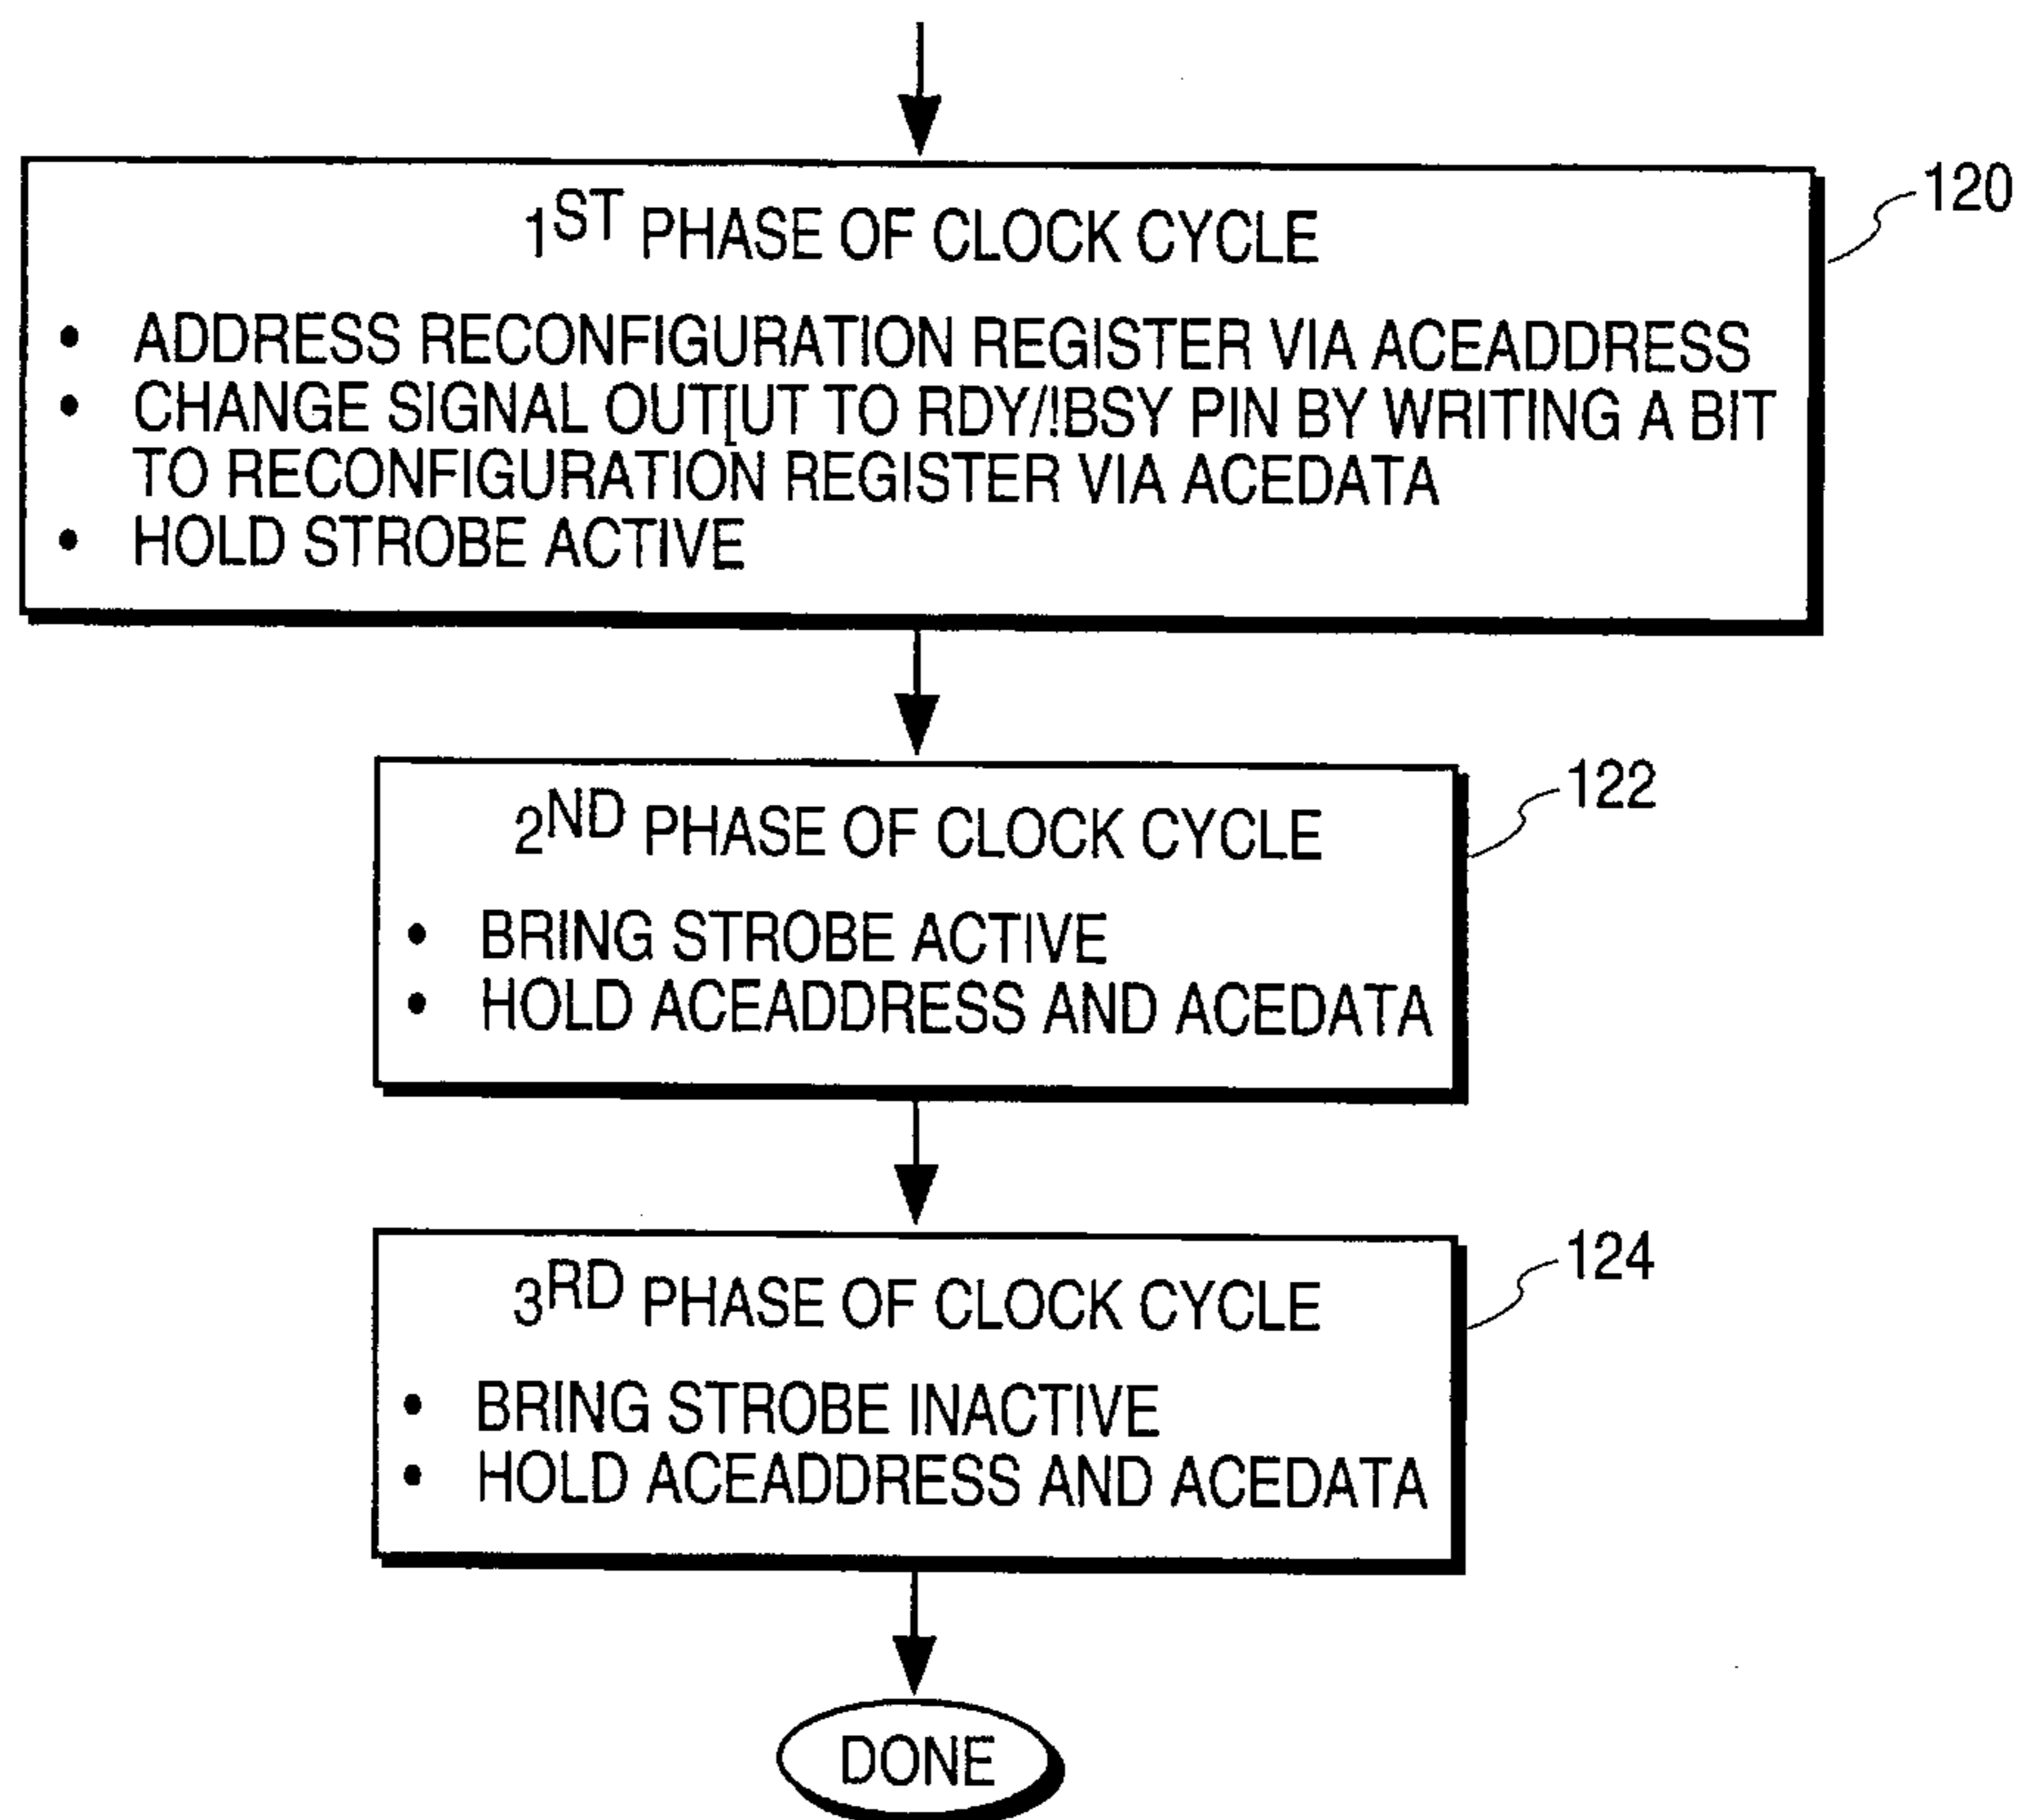 1ST PHASE OF CLOCK CYCLE
120
• ADDRESS RECONFIGURATION REGISTER VIA ACEADDRESS
• CHANGE SIGNAL OUT[UT TO RDY/!BSY PIN BY WRITING A BIT
TO RECONFIGURATION REGISTER VIA ACEDATA
• HOLD STROBE ACTIVE
2ND PHASE OF CLOCK CYCLE
122
• BRING STROBE ACTIVE
• HOLD ACEADDRESS AND ACEDATA
3RD PHASE OF CLOCK CYCLE
124
• BRING STROBE INACTIVE
• HOLD ACEADDRESS AND ACEDATA
DONE